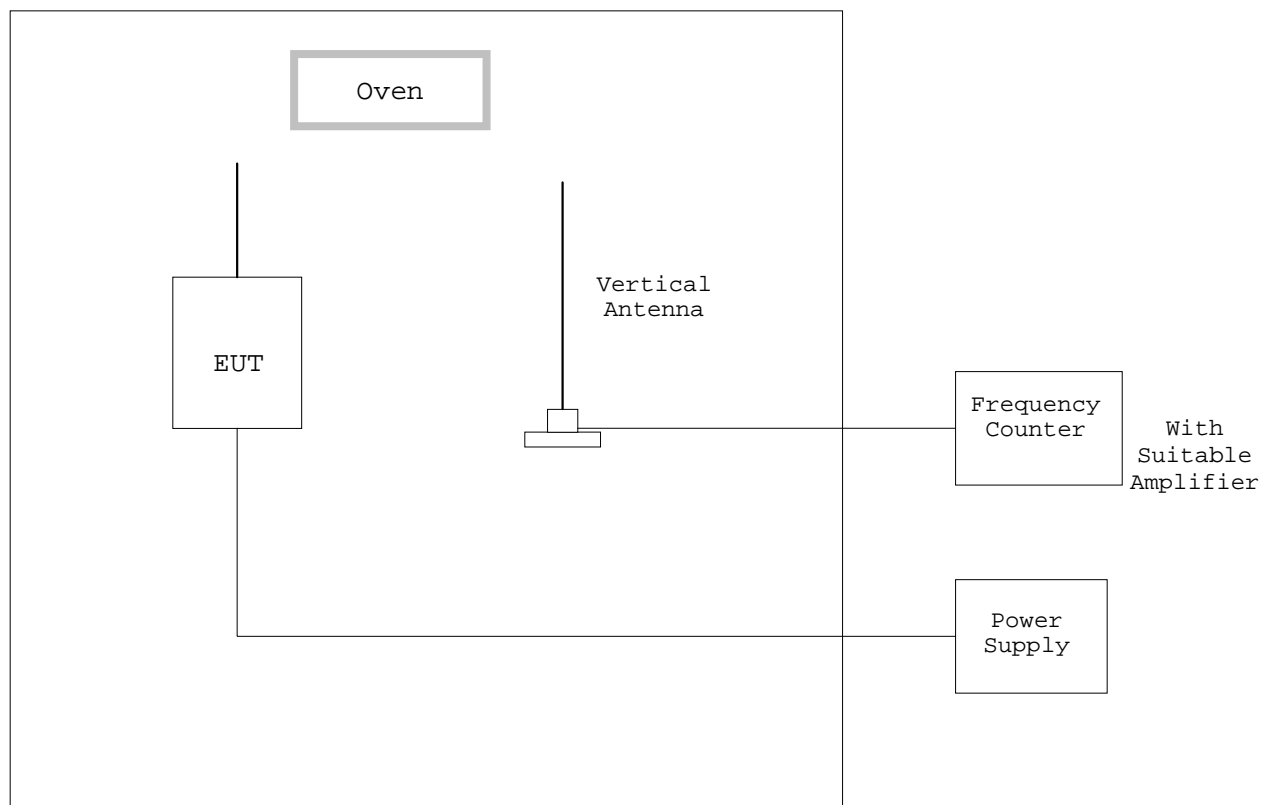 Oven
Vertical
Antenna
EUT
Frequency
Counter
With
Suitable
Amplifier
Power
Supply